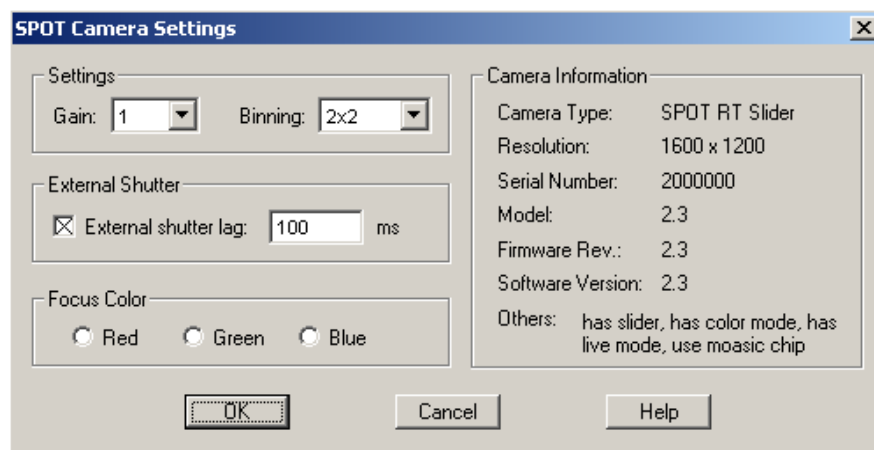 SPOT Camera Settings
Settings
Gain: 1 Binning: 2x2
External Shutter
External shutter lag: 100 ms
Focus Color
Red Green Blue
Camera Information
Camera Type: SPOT RT Slider
Resolution: 1600 x 1200
Serial Number: 2000000
Model: 2.3
Firmware Rev.: 2.3
Software Version: 2.3
Others: has slider, has color mode, has
live mode, use moasic chip
OK Cancel Help